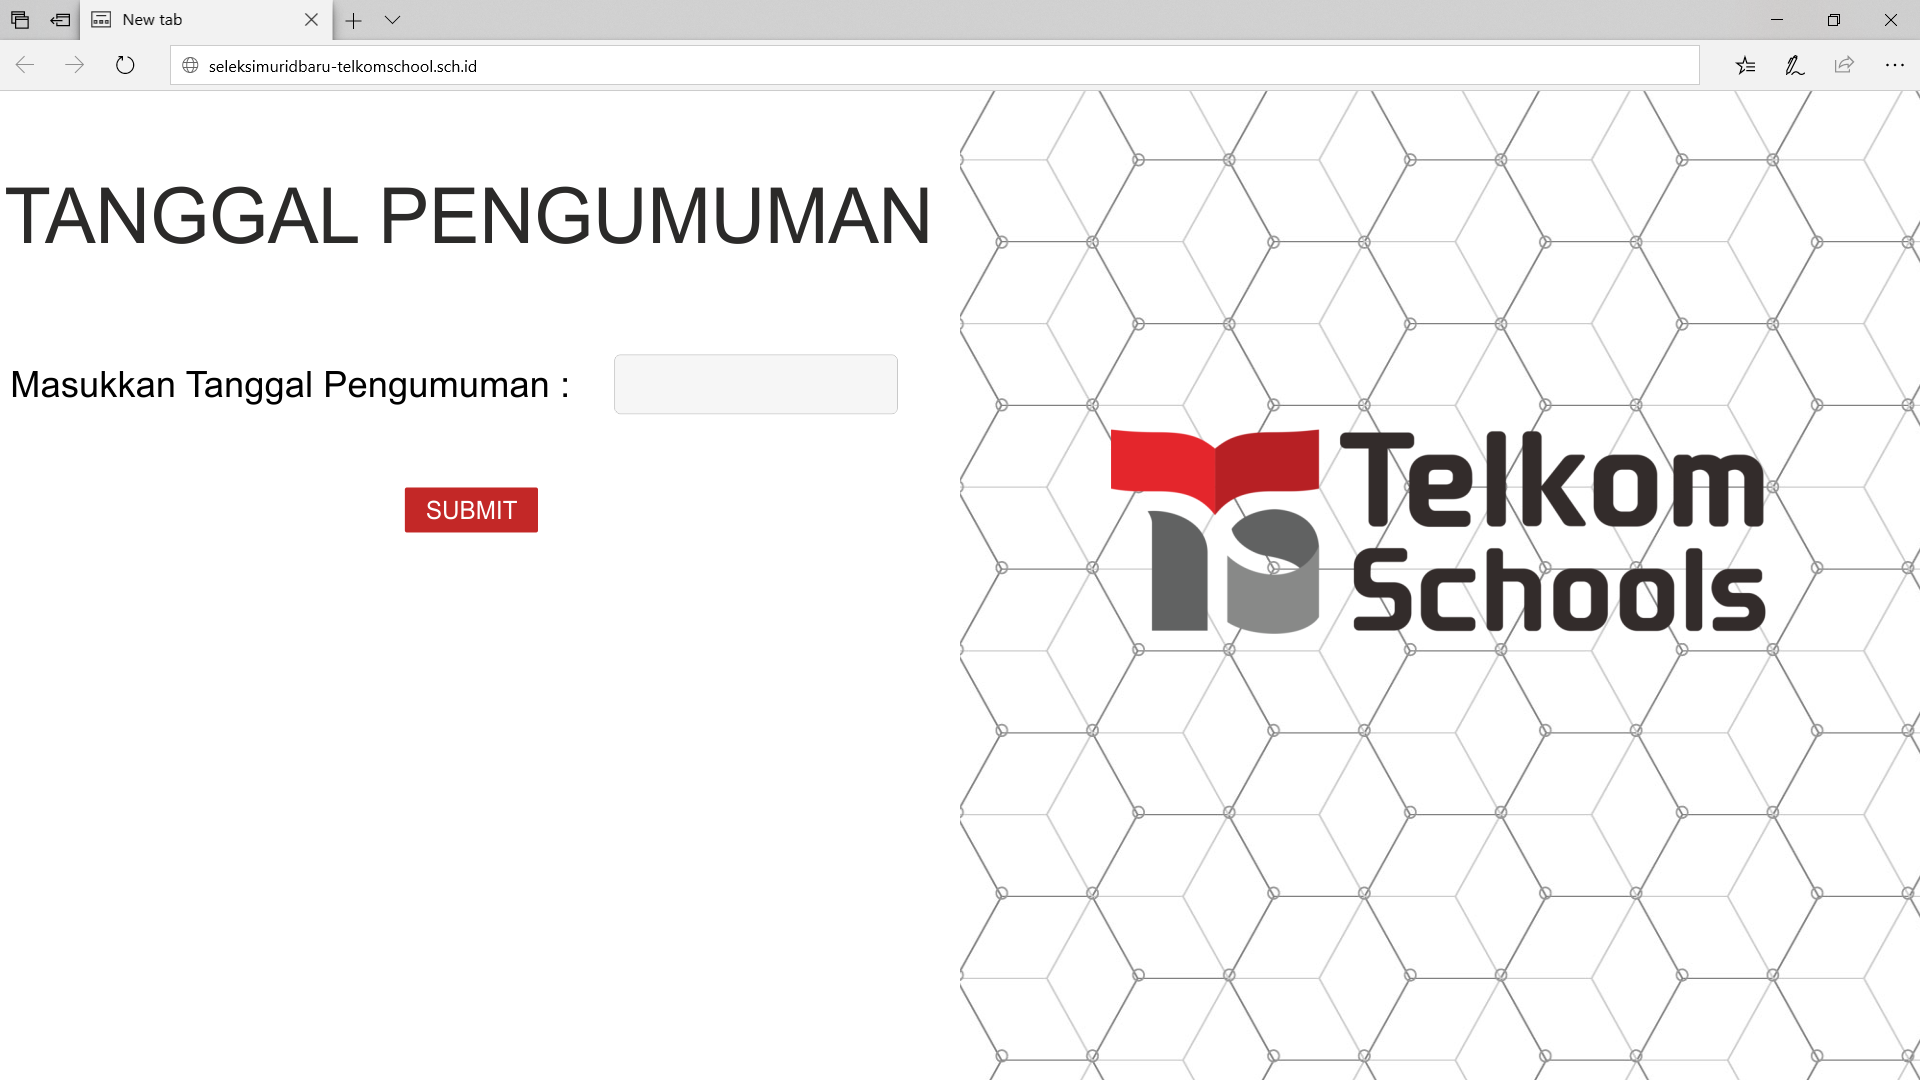 New tab
seleksimuridbaru-telkomschool.sch.id
TANGGAL PENGUMUMAN
Masukkan Tanggal Pengumuman :
SUBMIT
Telkom
Schools